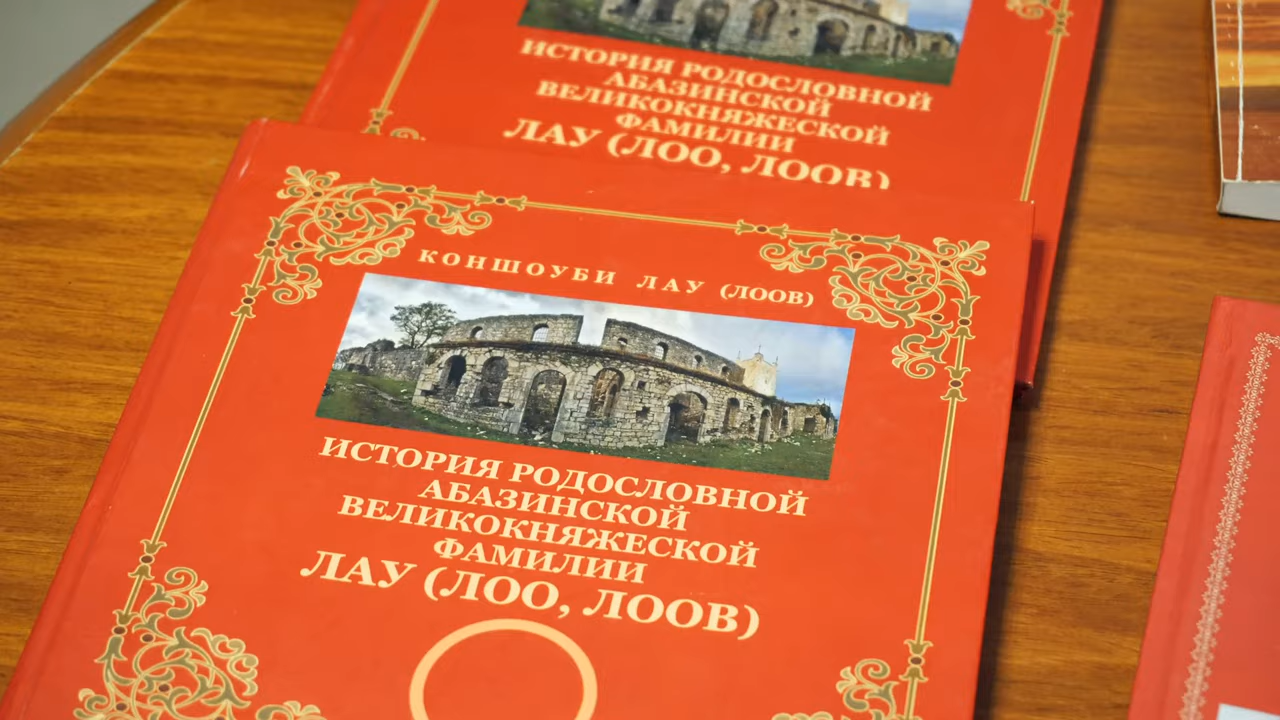 ИСТОРИЯ РОДОСЛОВНОЙ
АБАЗИНСКОЙ
ВЕЛИКОКНЯЖЕСКОЙ
ФАМИЛИИ
ЛАУ (ЛОО, ЛООВ)
КОНШОУБИ ЛАУ (ЛООВ)
ИСТОРИЯ РОДОСЛОВНОЙ
АБАЗИНСКОЙ
ВЕЛИКОКНЯЖЕСКОЙ
ФАМИЛИИ
ЛАУ (ЛОО, ЛООВ)